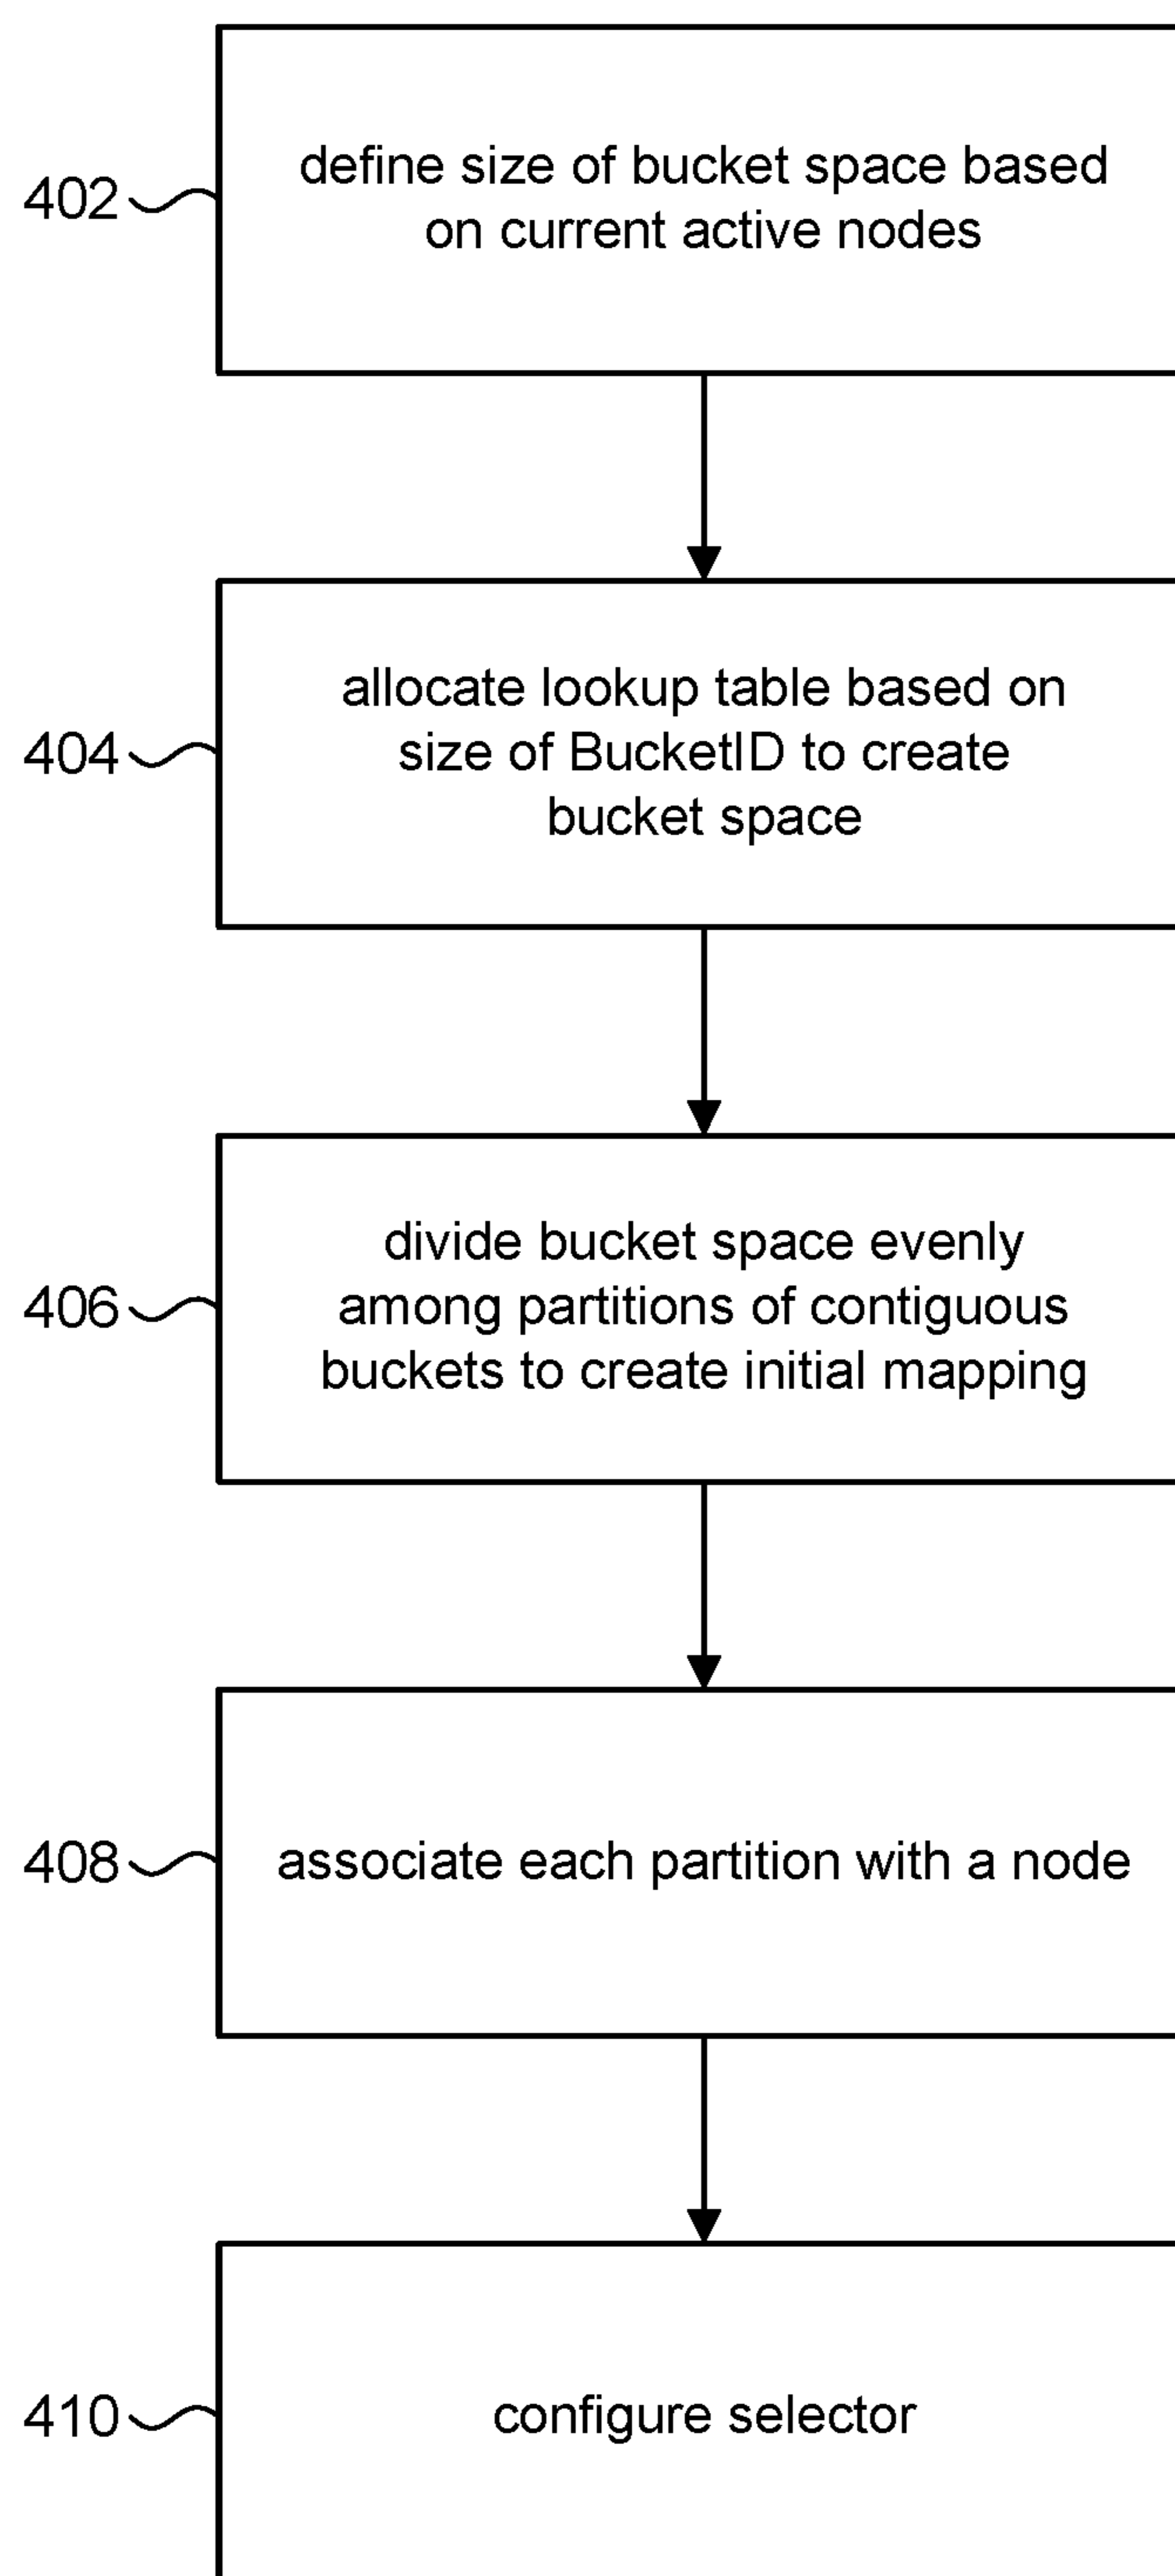 define size of bucket space based
402
on current active nodes
allocate lookup table based on
404
size of BucketID to create
bucket space
divide bucket space evenly
406
among partitions of contiguous
buckets to create initial mapping
408
associate each partition with a node
410
configure selector